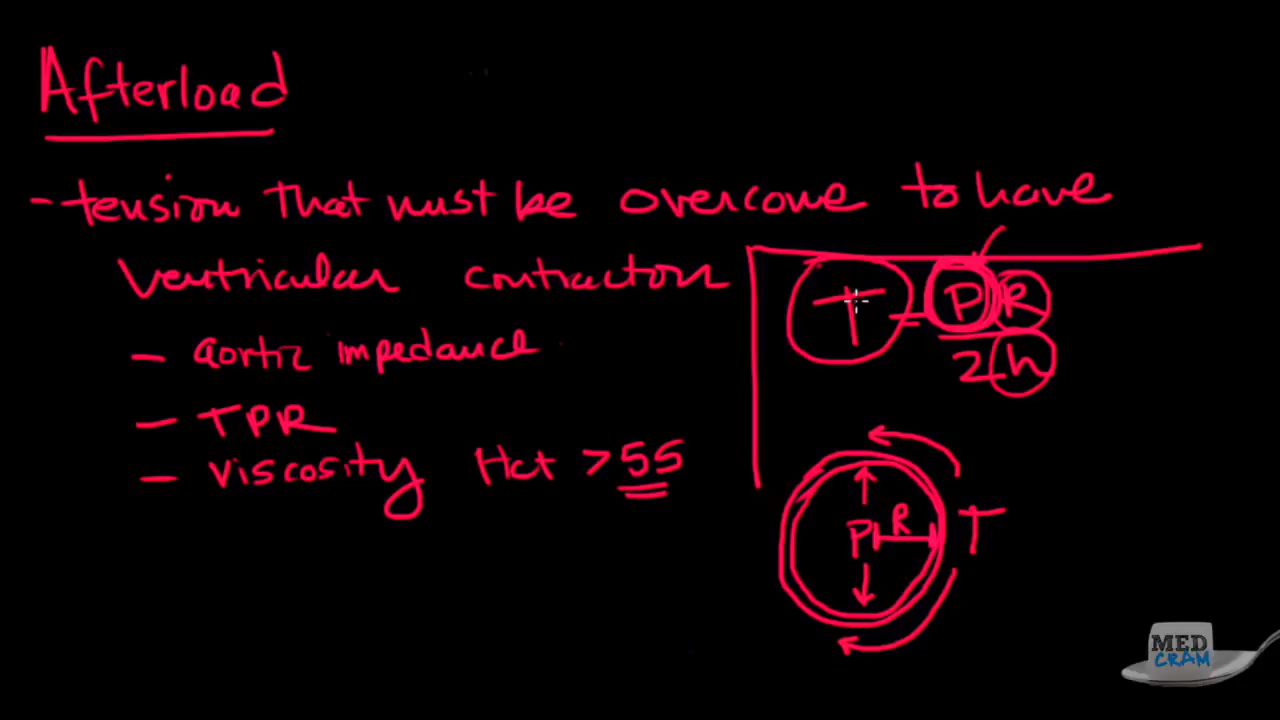 Afterload
- tension that must be overcome to have
ventricular contraction
- aortic impedance
- TPR
- Viscosity Hct > 55
T = PR
2h
P R T
MED
CRAM